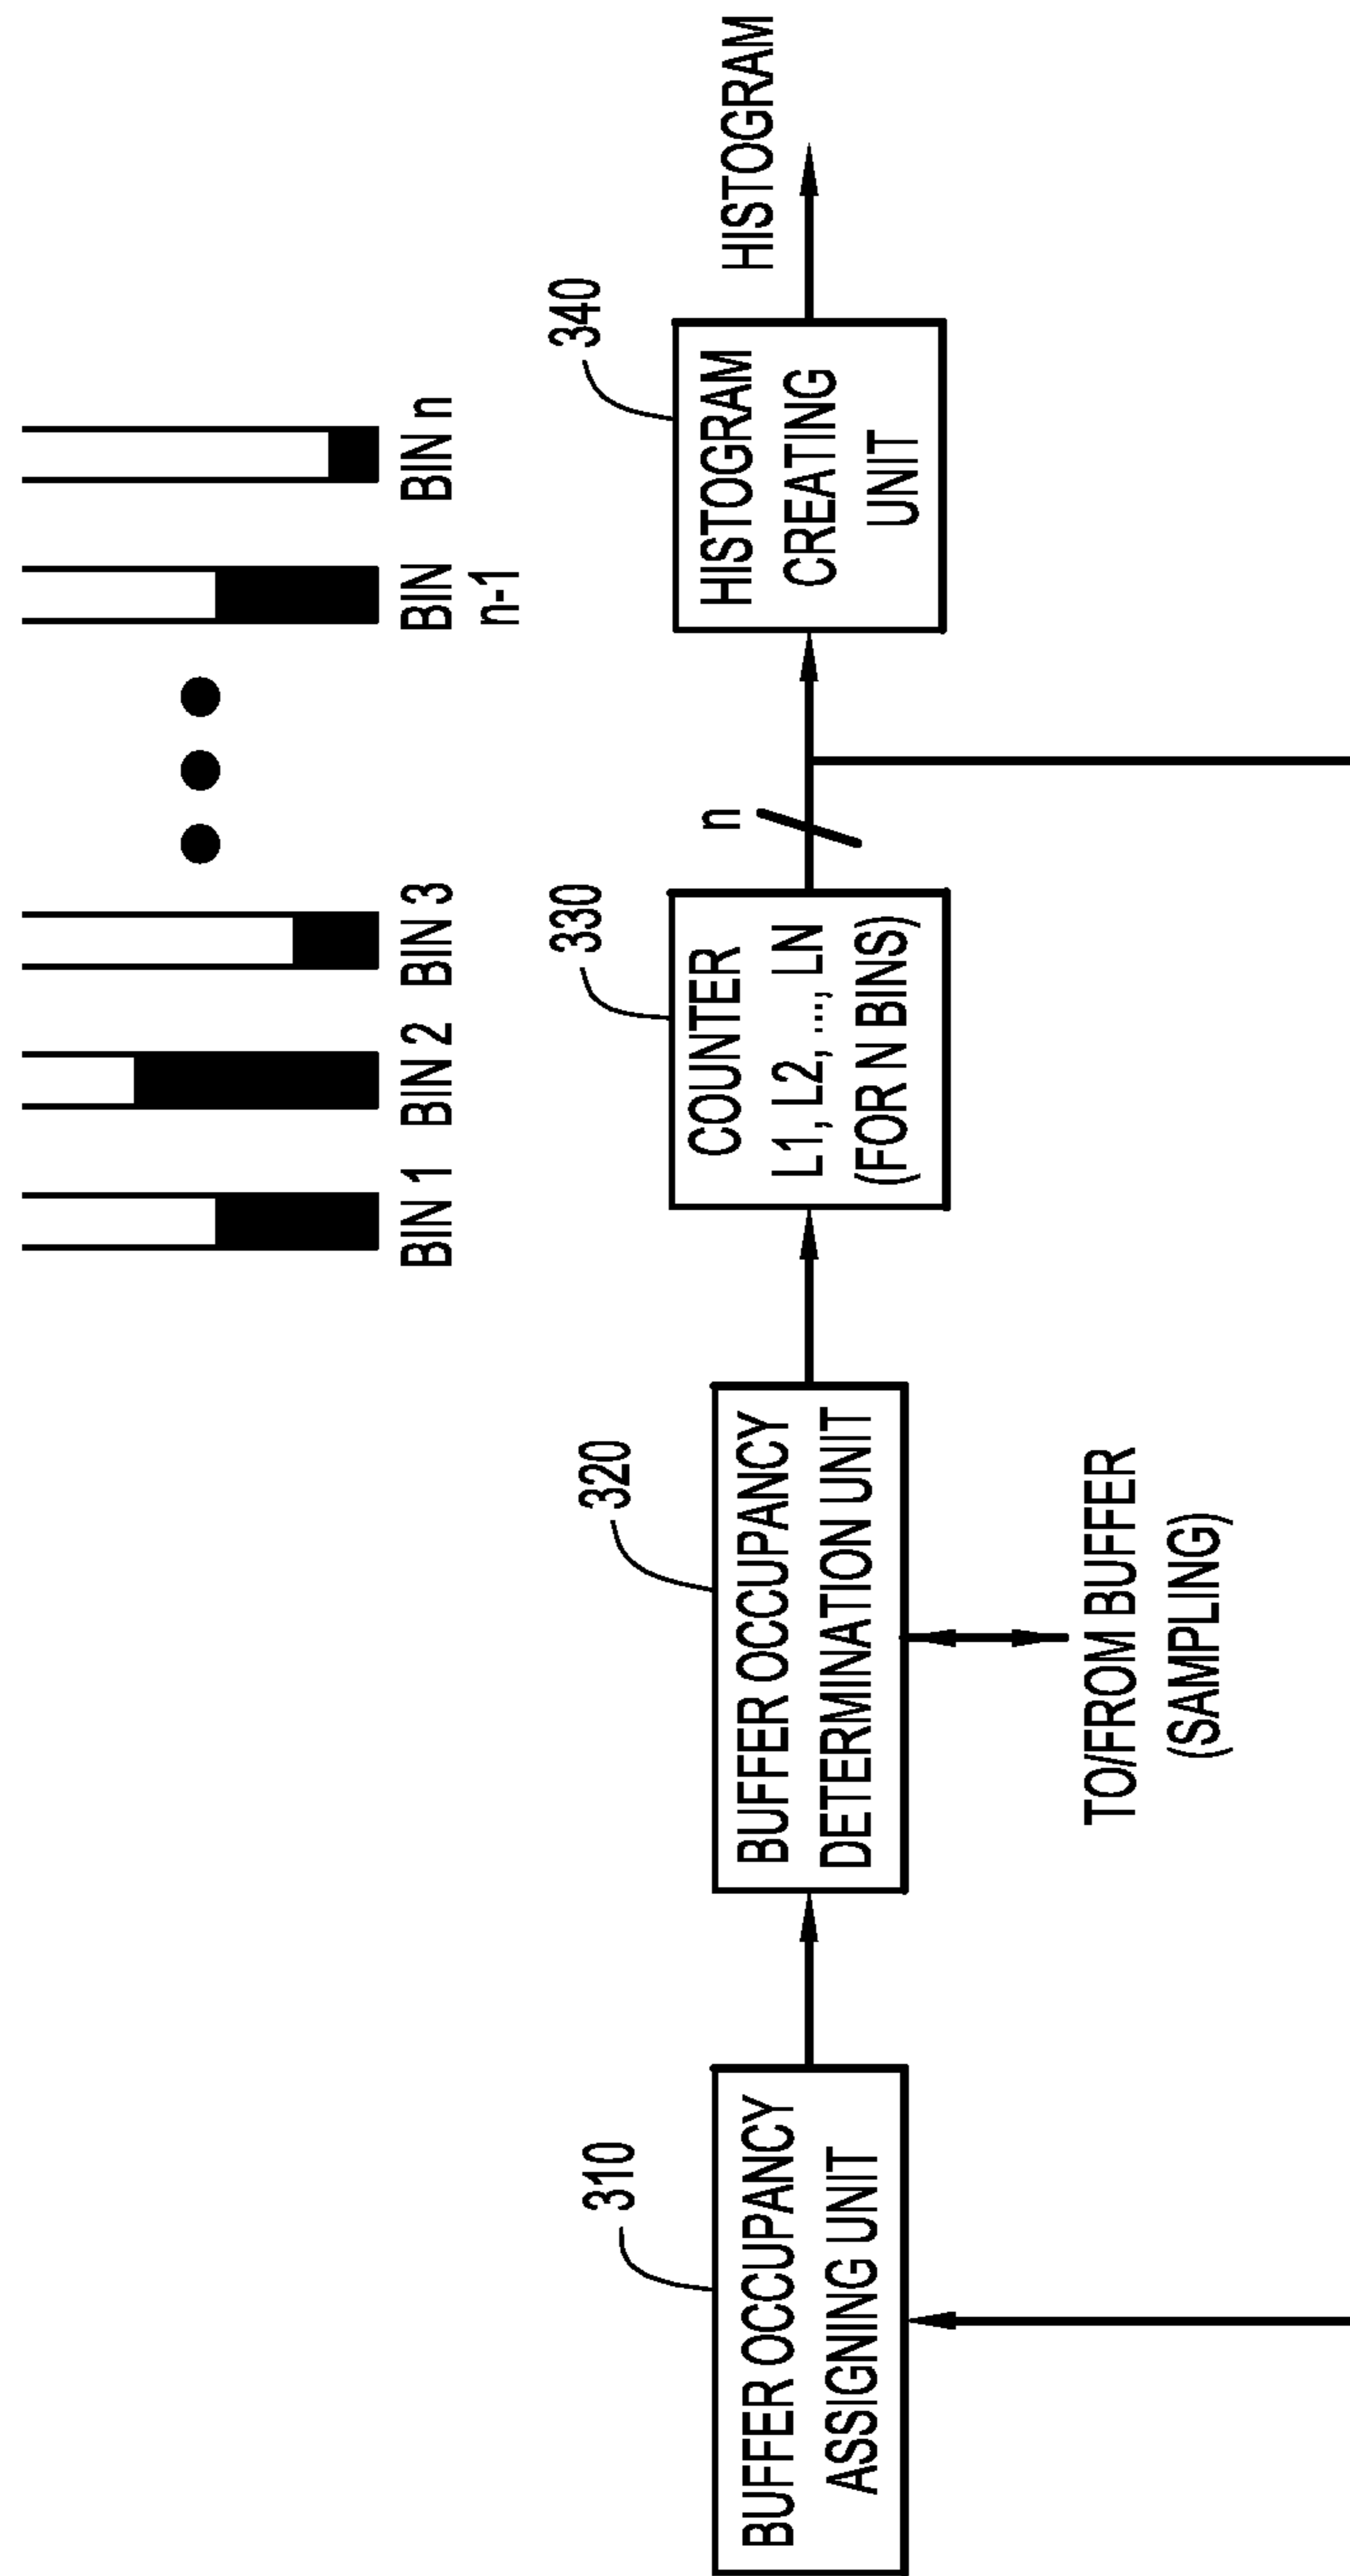 BIN 1
BIN 2
BIN 3
BIN
n-1
BIN n
310
BUFFER OCCUPANCY
ASSIGNING UNIT
320
BUFFER OCCUPANCY
DETERMINATION UNIT
TO/FROM BUFFER
(SAMPLING)
330
COUNTER
L1, L2, ..., LN
(FOR N BINS)
n
340
HISTOGRAM
CREATING
UNIT
HISTOGRAM